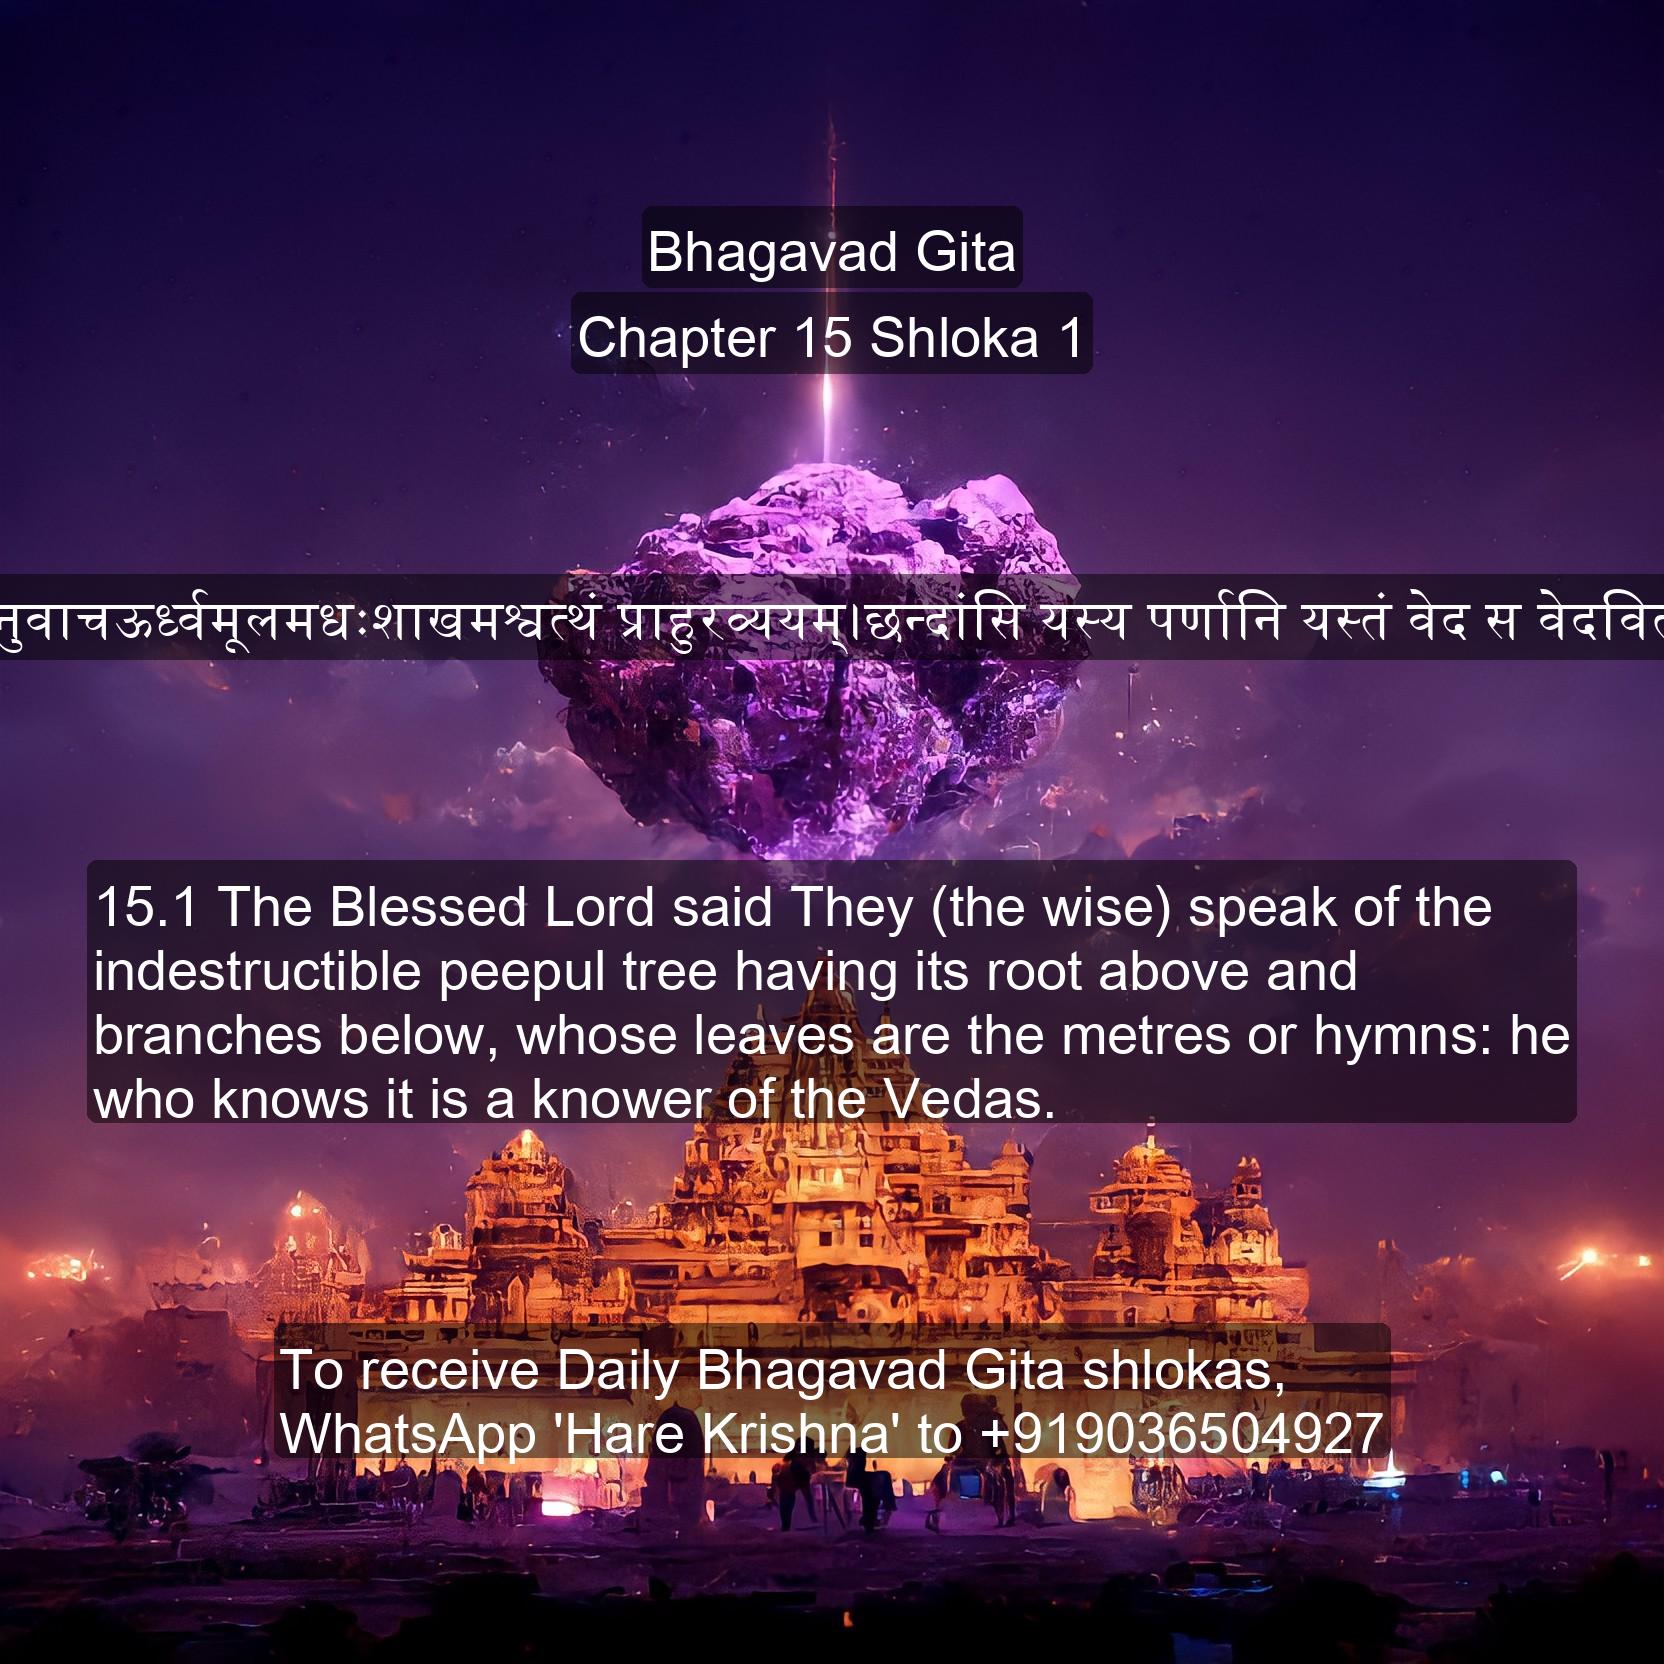 Bhagavad Gita
Chapter 15 Shloka 1
नुवाचऊर्ध्वमूलमधःशाखमश्वत्थं प्राहुरव्ययम्।छन्दांसि यस्य पर्णानि यस्तं वेद स वेदवित
15.1 The Blessed Lord said They (the wise) speak of the
indestructible peepul tree having its root above and
branches below, whose leaves are the metres or hymns: he
who knows it is a knower of the Vedas.
To receive Daily Bhagavad Gita shlokas,
WhatsApp 'Hare Krishna' to +919036504927